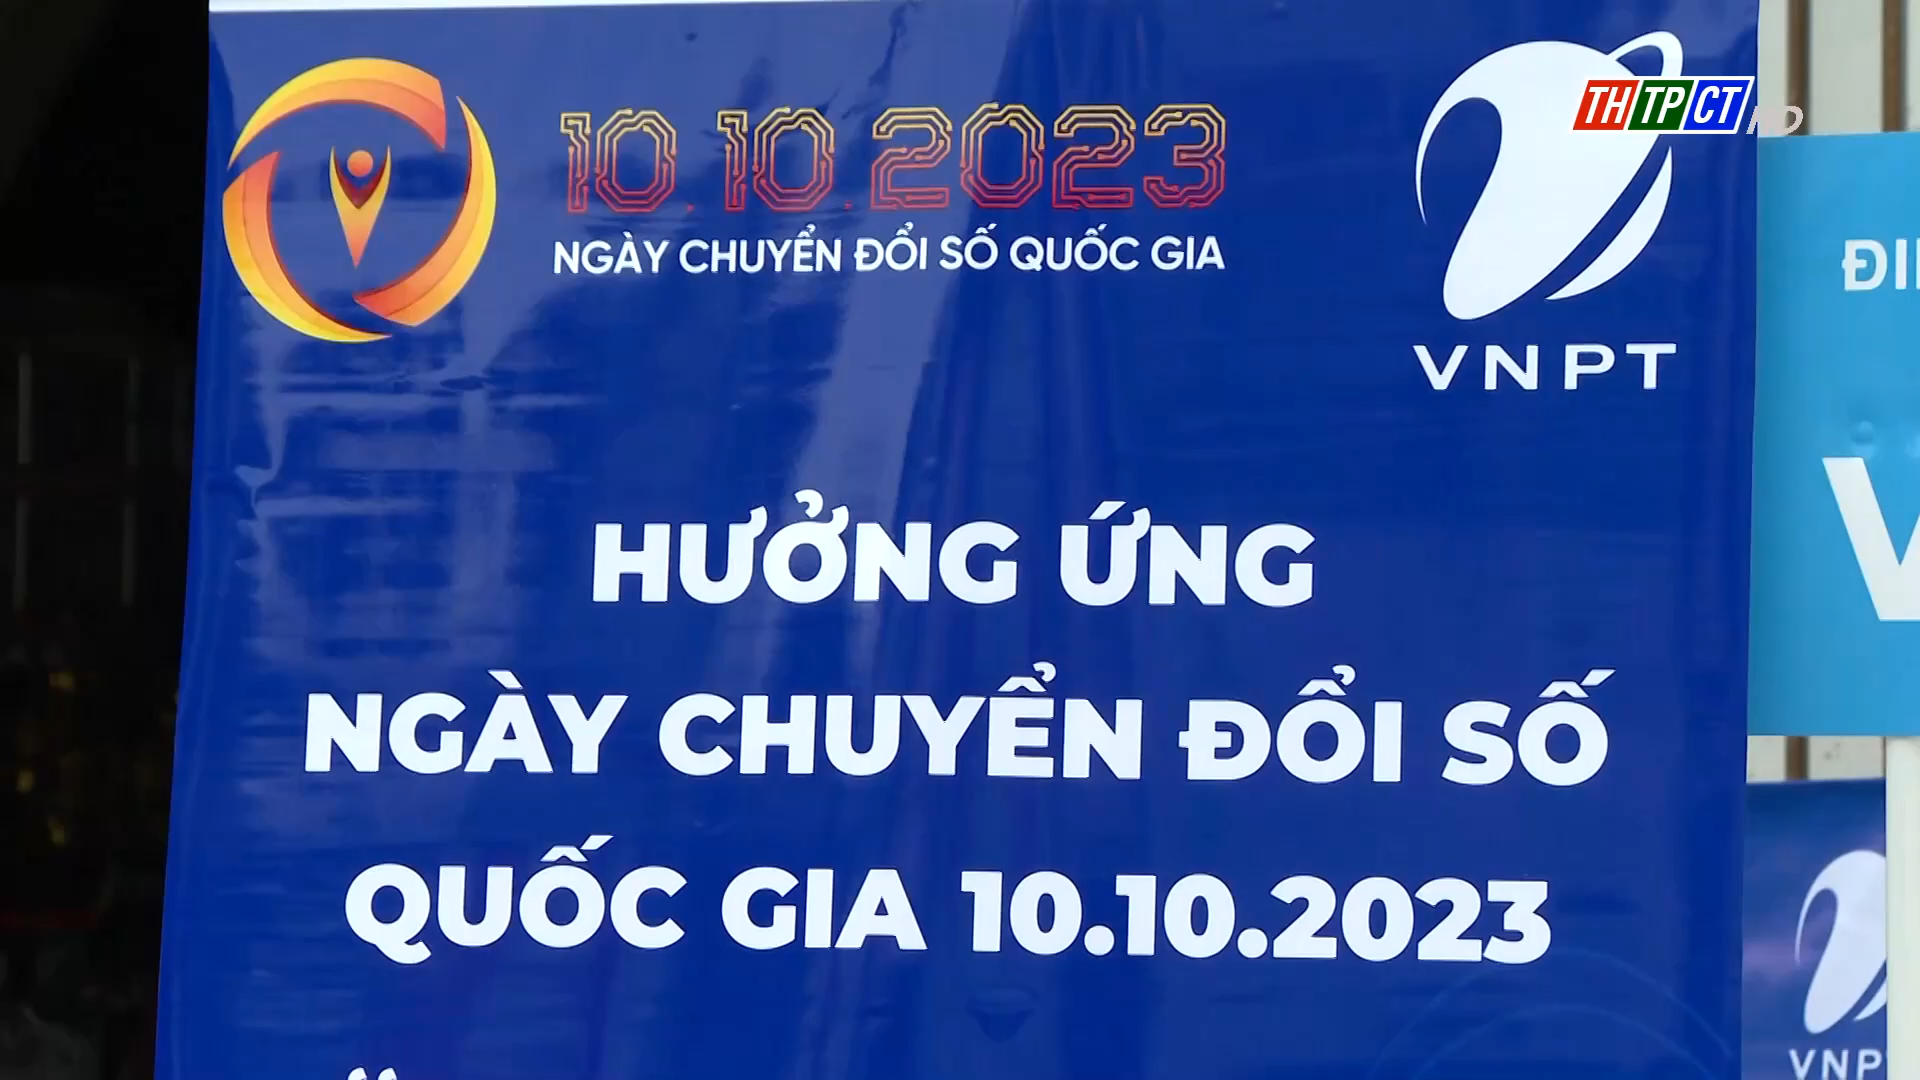 10.10.2023
NGÀY CHUYỂN ĐỔI SỐ QUỐC GIA
VNPT
THTPCT HD
HƯỞNG ỨNG
NGÀY CHUYỂN ĐỔI SỐ
QUỐC GIA 10.10.2023
VNPT